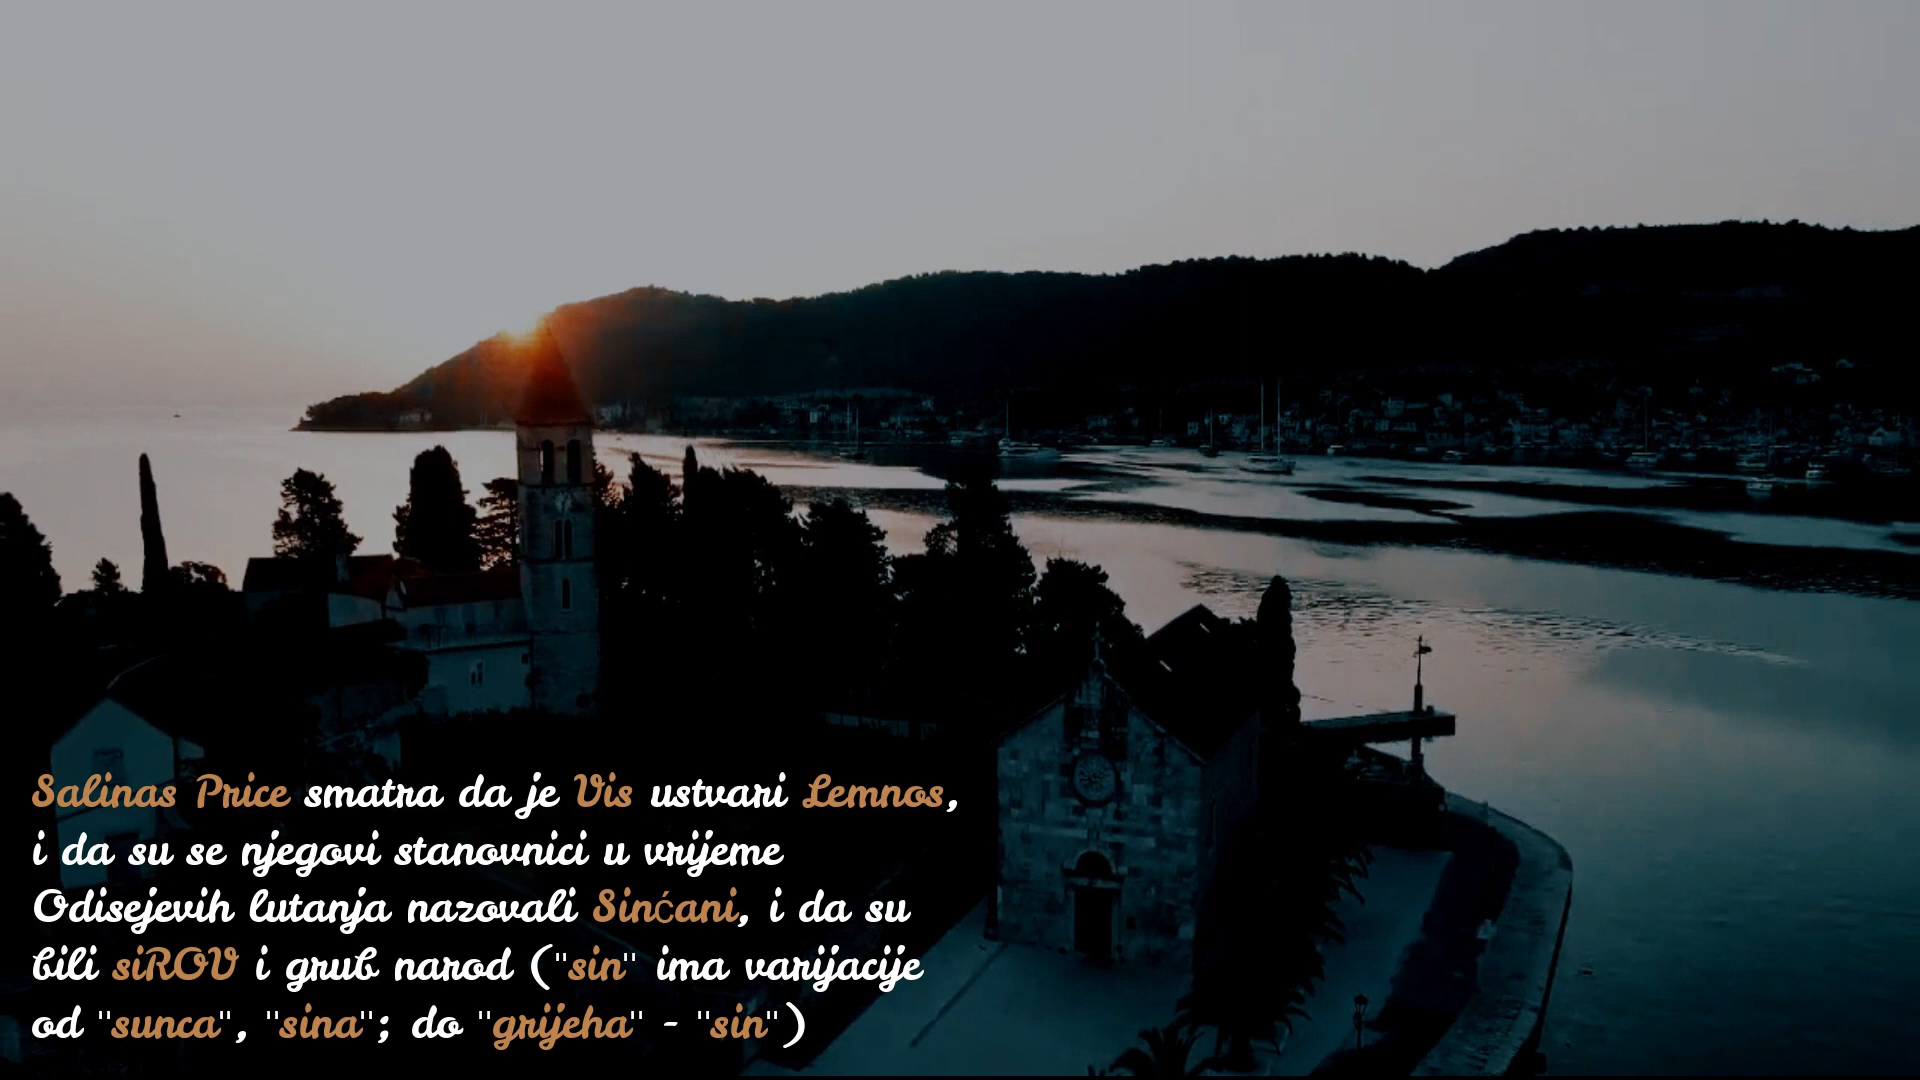 Salinas Price smatra da je Vis ustvari Lemnos,
i da su se njegovi stanovnici u vrijeme
Odisejevih lutanja nazovali Sinćani, i da su
bili siROV i grub narod ("sin" ima varijacije
od "sunca", "sina"; do "grijeha" - "sin")